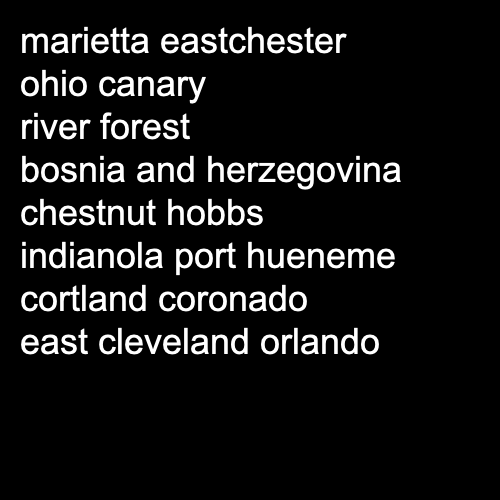 marietta eastchester
ohio canary
river forest
bosnia and herzegovina
chestnut hobbs
indianola port hueneme
cortland coronado
east cleveland orlando